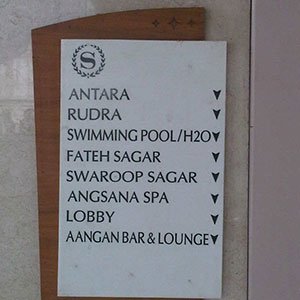 S
ANTARA
RUDRA
SWIMMING POOL/H2O
FATEH SAGAR
SWAROOP SAGAR
ANGSANA SPA
LOBBY
AANGAN BAR & LOUNGE